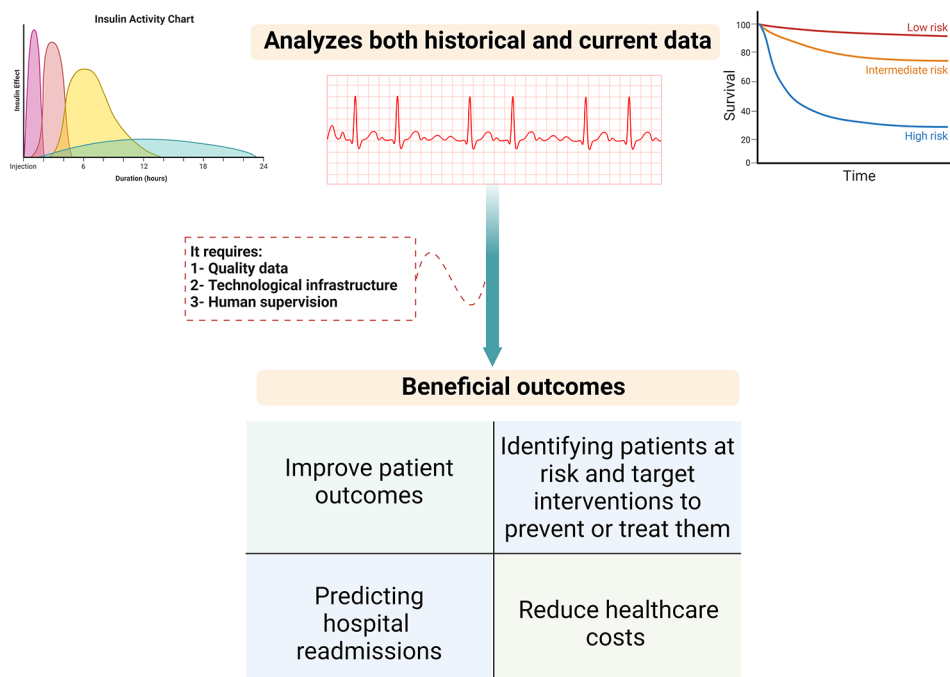 Insulin Activity Chart
Insulin Effect
Injection
6
12
18
24
Duration (hours)
Analyzes both historical and current data
100
80
60
40
20
0
Survival
Low risk
Intermediate risk
High risk
Time
It requires:
1- Quality data
2- Technological infrastructure
3- Human supervision
Beneficial outcomes
Improve patient
outcomes
Identifying patients at
risk and target
interventions to
prevent or treat them
Predicting
hospital
readmissions
Reduce healthcare
costs